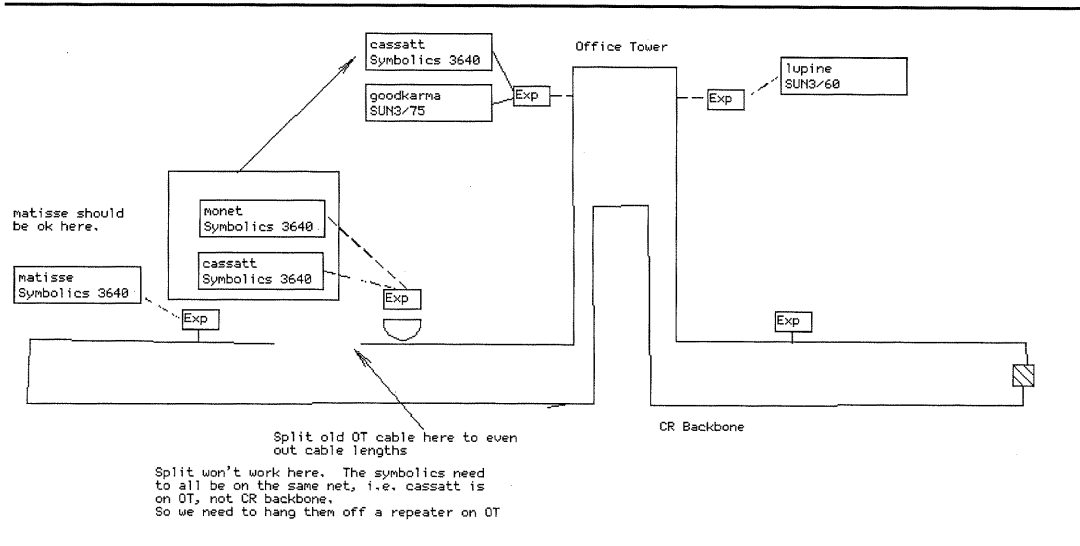 cassatt
Symbolics 3640
goodkarma
SUN3/75
Exp
Office Tower
Exp
lupine
SUN3/60
matisse should
be ok here.
monet
Symbolics 3640
cassatt
Symbolics 3640
matisse
Symbolics 3640
Exp
Exp
Exp
CR Backbone
Split old OT cable here to even
out cable lengths
Split won't work here.  The symbolics need
to all be on the same net, i.e. cassatt is
on OT, not CR backbone.
So we need to hang them off a repeater on OT